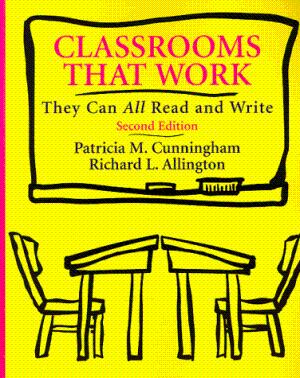 CLASSROOMS
THAT WORK
They Can All Read and Write
Second Edition
Patricia M. Cunningham
Richard L. Allington